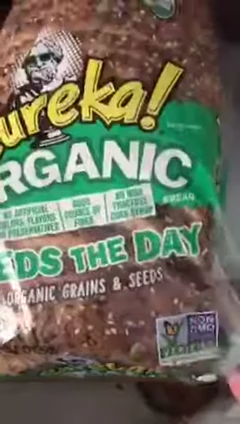 ureka!
RGANIC
BREAD
NO ARTIFICIAL COLORS, FLAVORS PRESERVATIVES
GOOD SOURCE OF FIBER
NO HIGH FRUCTOSE CORN SYRUP
EDS THE DAY
ORGANIC GRAINS & SEEDS
NON
GMO